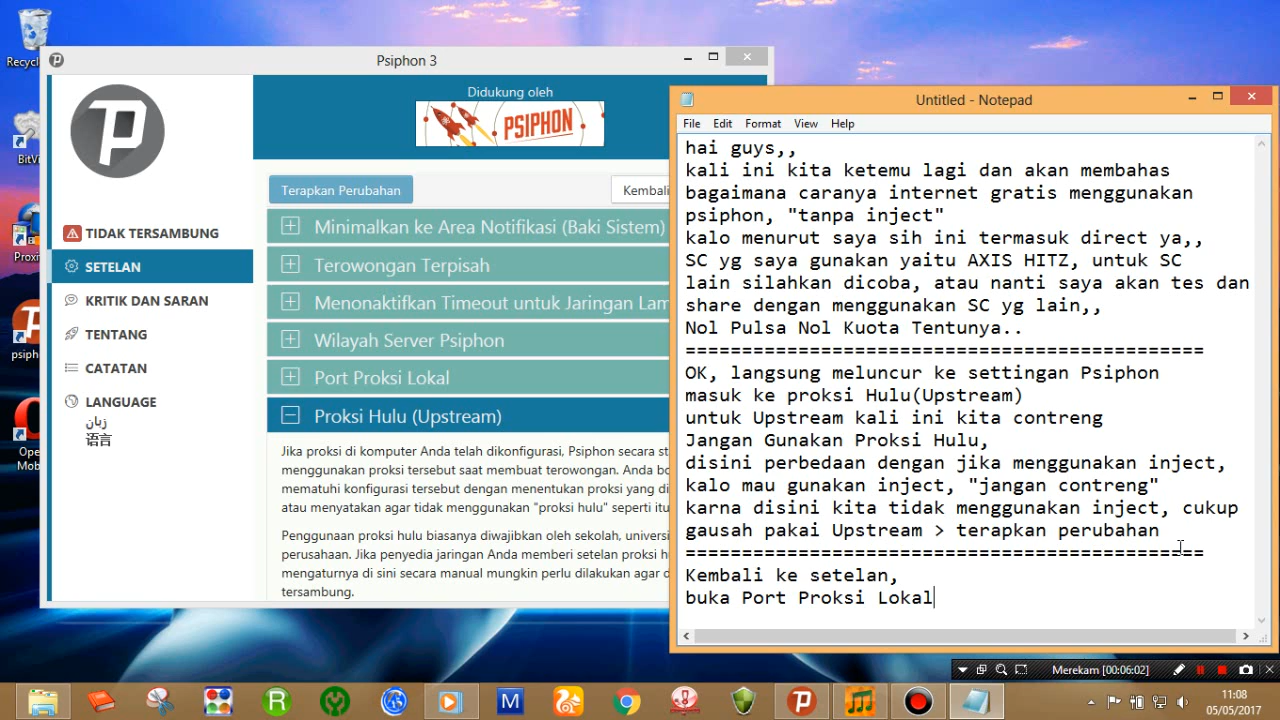 Recycl
BitVi
Proxi
psiph
Ope
Mob
Psiphon 3
Didukung oleh
PSIPHON
Terapkan Perubahan
Kembali
TIDAK TERSAMBUNG
SETELAN
KRITIK DAN SARAN
TENTANG
CATATAN
LANGUAGE
زبان
语言
Minimalkan ke Area Notifikasi (Baki Sistem)
Terowongan Terpisah
Menonaktifkan Timeout untuk Jaringan Lam
Wilayah Server Psiphon
Port Proksi Lokal
Proksi Hulu (Upstream)
Jika proksi di komputer Anda telah dikonfigurasi, Psiphon secara st
menggunakan proksi tersebut saat membuat terowongan. Anda bo
mematuhi konfigurasi tersebut dengan menentukan proksi yang di
atau menyatakan agar tidak menggunakan "proksi hulu" seperti itu
Penggunaan proksi hulu biasanya diwajibkan oleh sekolah, univers
perusahaan. Jika penyedia jaringan Anda memberi setelan proksi h
mengaturnya di sini secara manual mungkin perlu dilakukan agar d
tersambung.
Untitled - Notepad
File Edit Format View Help
hai guys,,
kali ini kita ketemu lagi dan akan membahas
bagaimana caranya internet gratis menggunakan
psiphon, "tanpa inject"
kalo menurut saya sih ini termasuk direct ya,,
SC yg saya gunakan yaitu AXIS HITZ, untuk SC
lain silahkan dicoba, atau nanti saya akan tes dan
share dengan menggunakan SC yg lain,,
Nol Pulsa Nol Kuota Tentunya..
==============================================
OK, langsung meluncur ke settingan Psiphon
masuk ke proksi Hulu(Upstream)
untuk Upstream kali ini kita contreng
Jangan Gunakan Proksi Hulu,
disini perbedaan dengan jika menggunakan inject,
kalo mau gunakan inject, "jangan contreng"
karna disini kita tidak menggunakan inject, cukup
gausah pakai Upstream > terapkan perubahan
==============================================
Kembali ke setelan,
buka Port Proksi Lokal
Merekam [00:06:02]
11:08
05/05/2017